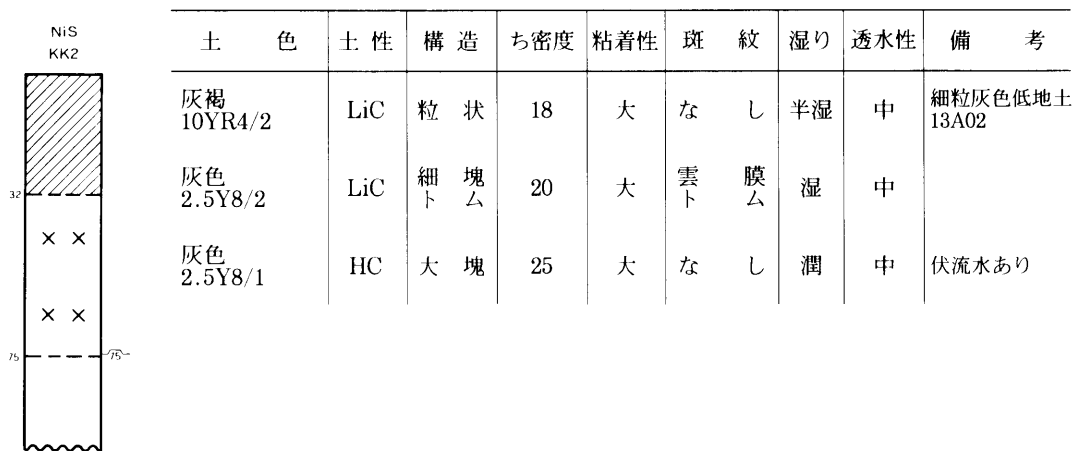 NiS
KK2
32
75
75
土色 土性 構造 ち密度 粘着性 斑紋 湿り 透水性 備考
灰褐 10YR4/2 LiC 粒状 18 大 なし 半湿 中 細粒灰色低地土 13A02
灰色 2.5Y8/2 LiC 細塊トム 20 大 雲膜トム 湿 中
灰色 2.5Y8/1 HC 大塊 25 大 なし 潤 中 伏流水あり